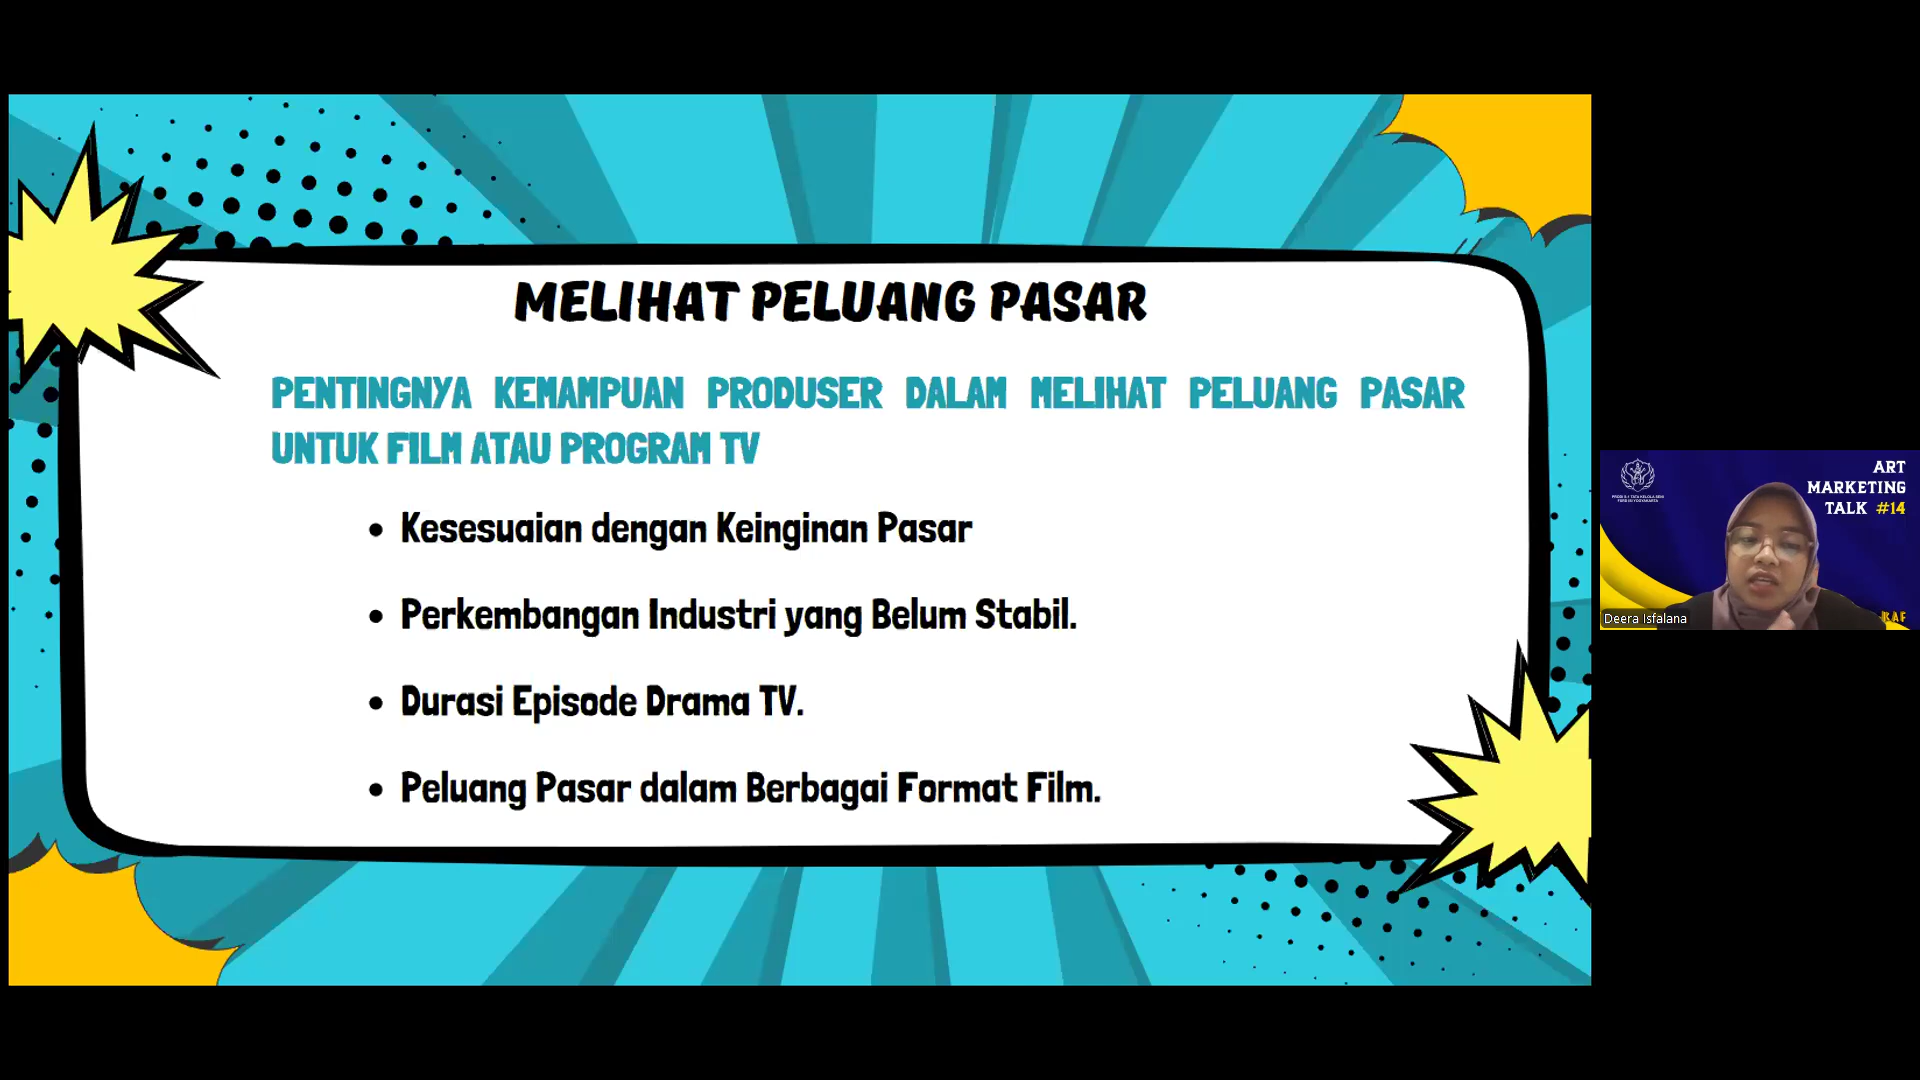 MELIHAT PELUANG PASAR
PENTINGNYA KEMAMPUAN PRODUSER DALAM MELIHAT PELUANG PASAR
UNTUK FILM ATAU PROGRAM TV
• Kesesuaian dengan Keinginan Pasar
• Perkembangan Industri yang Belum Stabil.
• Durasi Episode Drama TV.
• Peluang Pasar dalam Berbagai Format Film.
ART
MARKETING
TALK #14
Deera Isfalana